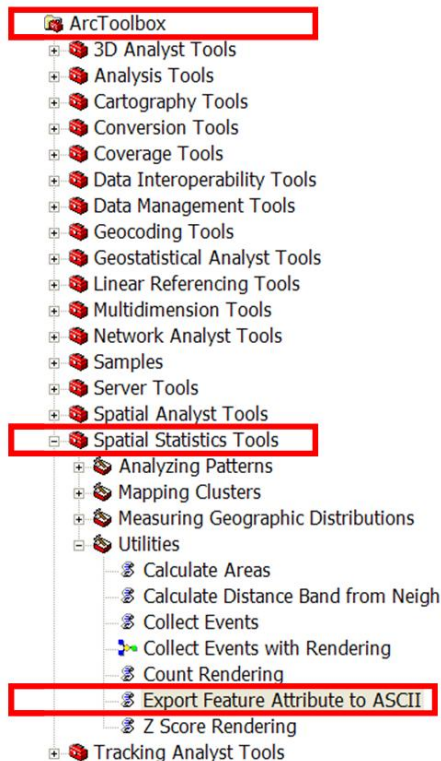 ArcToolbox
3D Analyst Tools
Analysis Tools
Cartography Tools
Conversion Tools
Coverage Tools
Data Interoperability Tools
Data Management Tools
Geocoding Tools
Geostatistical Analyst Tools
Linear Referencing Tools
Multidimension Tools
Network Analyst Tools
Samples
Server Tools
Spatial Analyst Tools
Spatial Statistics Tools
Analyzing Patterns
Mapping Clusters
Measuring Geographic Distributions
Utilities
Calculate Areas
Calculate Distance Band from Neigh
Collect Events
Collect Events with Rendering
Count Rendering
Export Feature Attribute to ASCII
Z Score Rendering
Tracking Analyst Tools